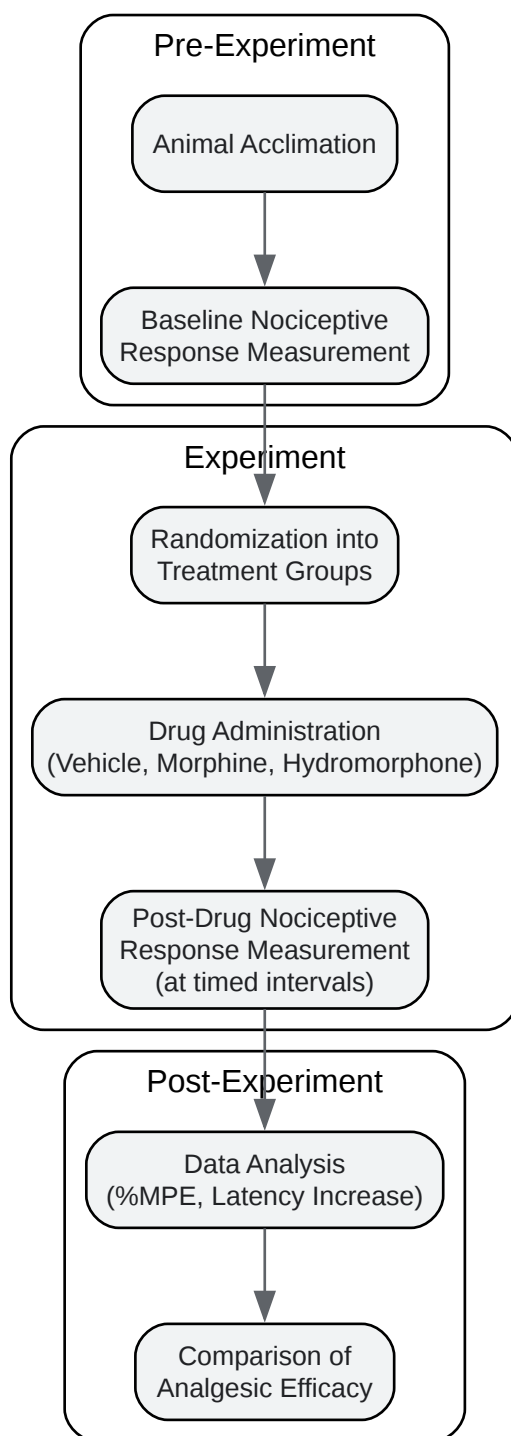 Pre-Experiment
Animal Acclimation
Baseline Nociceptive
Response Measurement
Experiment
Randomization into
Treatment Groups
Drug Administration
(Vehicle, Morphine, Hydromorphone)
Post-Drug Nociceptive
Response Measurement
(at timed intervals)
Post-Experiment
Data Analysis
(%MPE, Latency Increase)
Comparison of
Analgesic Efficacy